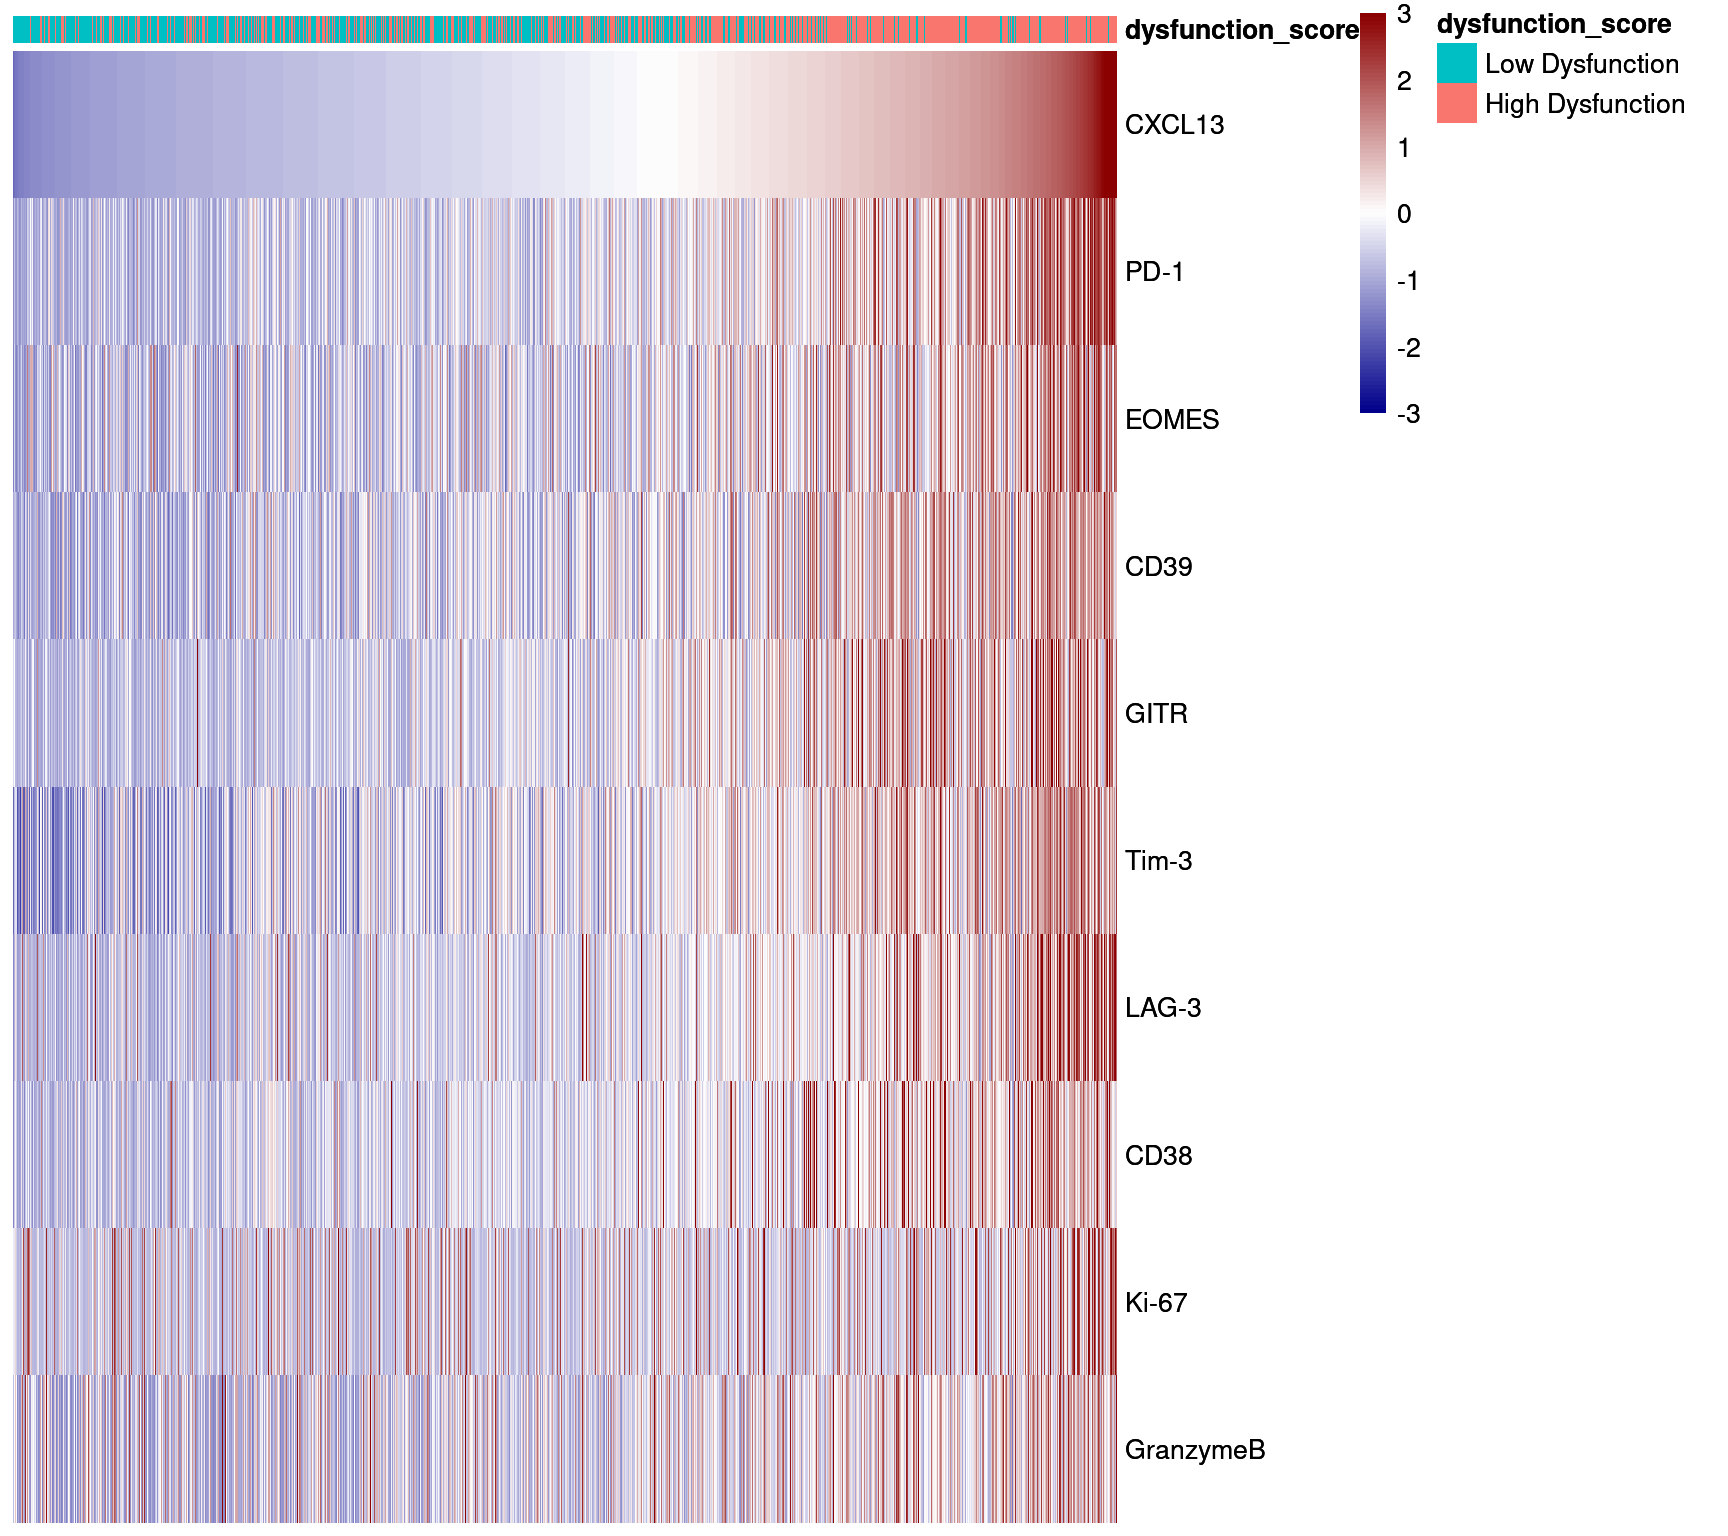 dysfunction_score
CXCL13
PD-1
EOMES
CD39
GITR
Tim-3
LAG-3
CD38
Ki-67
GranzymeB
3
2
1
0
-1
-2
-3
dysfunction_score
Low Dysfunction
High Dysfunction